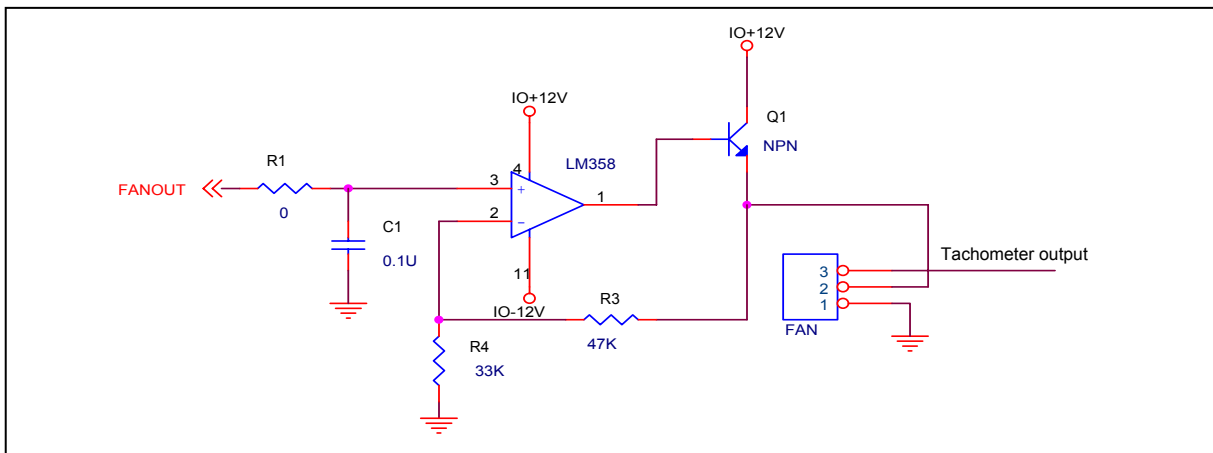 IO+12V
Q1
NPN
IO+12V
4
LM358
R1
FANOUT
0
3
+
1
2
−
C1
0.1U
11
IO-12V
R3
47K
R4
33K
Tachometer output
3
2
1
FAN